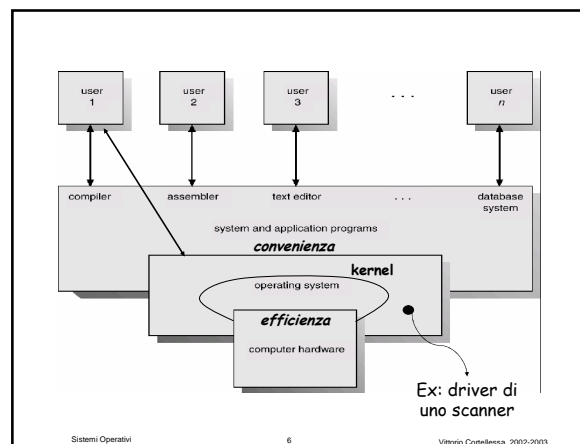 user
1
user
2
user
3
. . .
user
n
compiler
assembler
text editor
. . .
database
system
system and application programs
convenienza
kernel
operating system
efficienza
computer hardware
Ex: driver di
uno scanner
Sistemi Operativi
6
Vittorio Cortellessa, 2002-2003